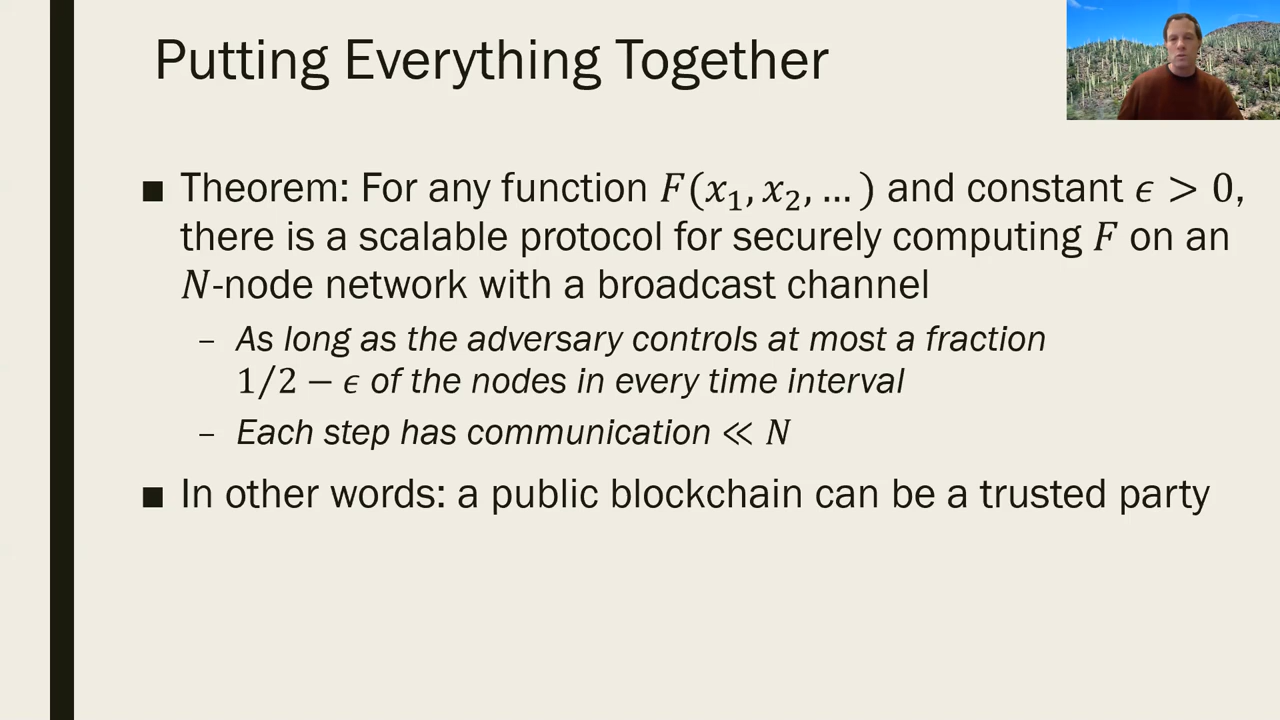 Putting Everything Together
■ Theorem: For any function F(x₁, x₂, … ) and constant ϵ > 0,
there is a scalable protocol for securely computing F on an
N-node network with a broadcast channel
– As long as the adversary controls at most a fraction
1/2 − ϵ of the nodes in every time interval
– Each step has communication ≪ N
■ In other words: a public blockchain can be a trusted party